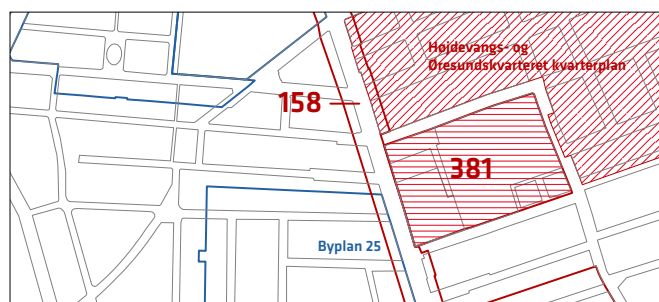 Højdevangs- og
Øresundskvarteret kvarterplan
158
381
Byplan 25